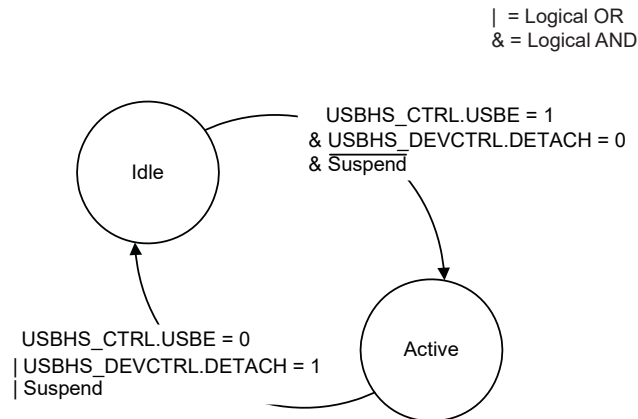 | = Logical OR
& = Logical AND
USBHS_CTRL.USBE = 1
& USBHS_DEVCTRL.DETACH = 0
& Suspend
Idle
Active
USBHS_CTRL.USBE = 0
| USBHS_DEVCTRL.DETACH = 1
| Suspend